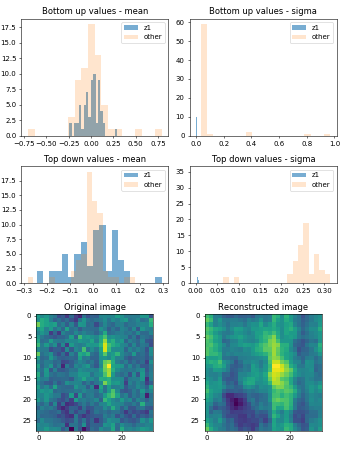 Bottom up values - mean
Bottom up values - sigma
z1
other
z1
other
17.5
15.0
12.5
10.0
7.5
5.0
2.5
0.0
60
50
40
30
20
10
0
−0.75 −0.50 −0.25 0.00 0.25 0.50 0.75
0.0 0.2 0.4 0.6 0.8 1.0
Top down values - mean
Top down values - sigma
z1
other
z1
other
17.5
15.0
12.5
10.0
7.5
5.0
2.5
0.0
35
30
25
20
15
10
5
0
−0.3 −0.2 −0.1 0.0 0.1 0.2 0.3
0.00 0.05 0.10 0.15 0.20 0.25 0.30
Original image
Reconstructed image
0
5
10
15
20
25
0
5
10
15
20
25
0 20
0 20